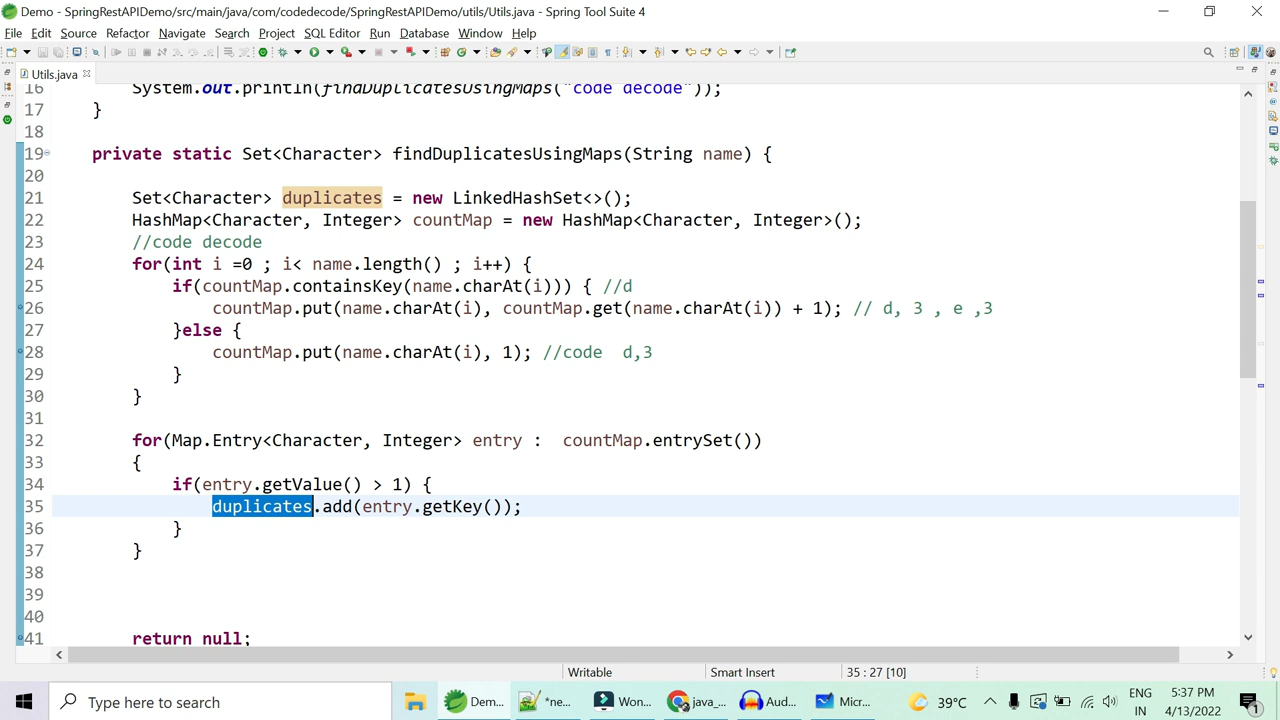 Demo - SpringRestAPIDemo/src/main/java/com/codedecode/SpringRestAPIDemo/utils/Utils.java - Spring Tool Suite 4
File Edit Source Refactor Navigate Search Project SQL Editor Run Database Window Help
Utils.java
16 System.out.println(findDuplicatesUsingMaps("code decode"));
17 }
18
19 private static Set<Character> findDuplicatesUsingMaps(String name) {
20
21 Set<Character> duplicates = new LinkedHashSet<>();
22 HashMap<Character, Integer> countMap = new HashMap<Character, Integer>();
23 //code decode
24 for(int i =0 ; i< name.length() ; i++) {
25 if(countMap.containsKey(name.charAt(i))) { //d
26 countMap.put(name.charAt(i), countMap.get(name.charAt(i)) + 1); // d, 3 , e ,3
27 }else {
28 countMap.put(name.charAt(i), 1); //code d,3
29 }
30 }
31
32 for(Map.Entry<Character, Integer> entry : countMap.entrySet())
33 {
34 if(entry.getValue() > 1) {
35 duplicates.add(entry.getKey());
36 }
37 }
38
39
40
41 return null;
Writable Smart Insert 35 : 27 [10]
Type here to search Dem... *ne... Won... java_... Aud... Micr... 39°C ENG IN 5:37 PM 4/13/2022 1